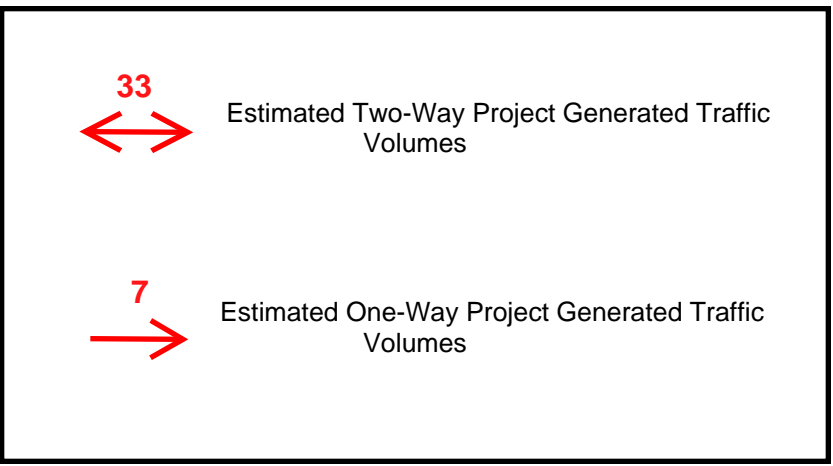 33
Estimated Two-Way Project Generated Traffic
Volumes
7
Estimated One-Way Project Generated Traffic
Volumes